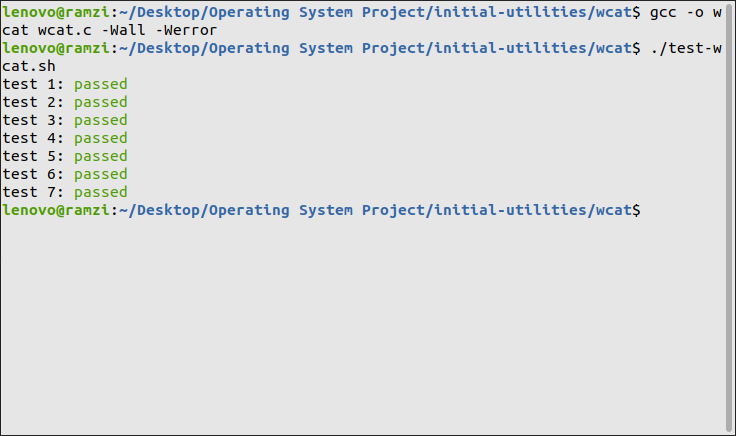 lenovo@ramzi:~/Desktop/Operating System Project/initial-utilities/wcat$ gcc -o w
cat wcat.c -Wall -Werror
lenovo@ramzi:~/Desktop/Operating System Project/initial-utilities/wcat$ ./test-w
cat.sh
test 1: passed
test 2: passed
test 3: passed
test 4: passed
test 5: passed
test 6: passed
test 7: passed
lenovo@ramzi:~/Desktop/Operating System Project/initial-utilities/wcat$